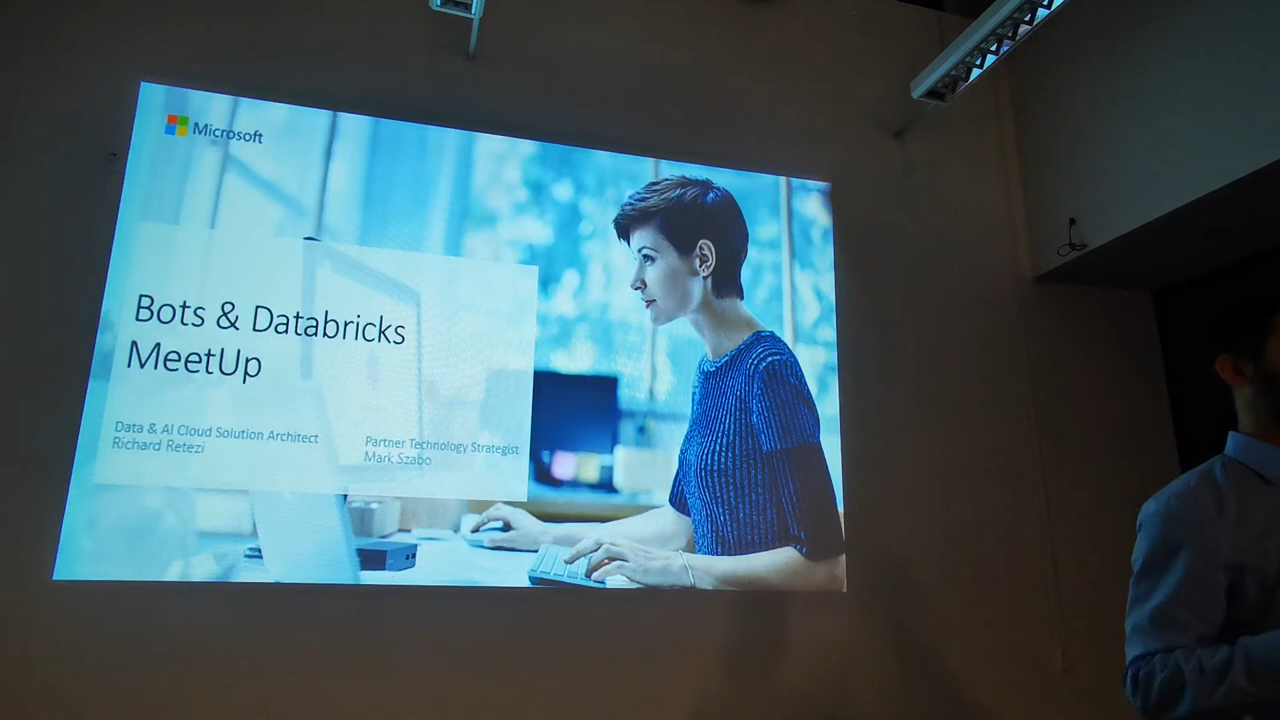 Microsoft
Bots & Databricks
MeetUp
Data & AI Cloud Solution Architect
Richard Retezi
Partner Technology Strategist
Mark Szabo